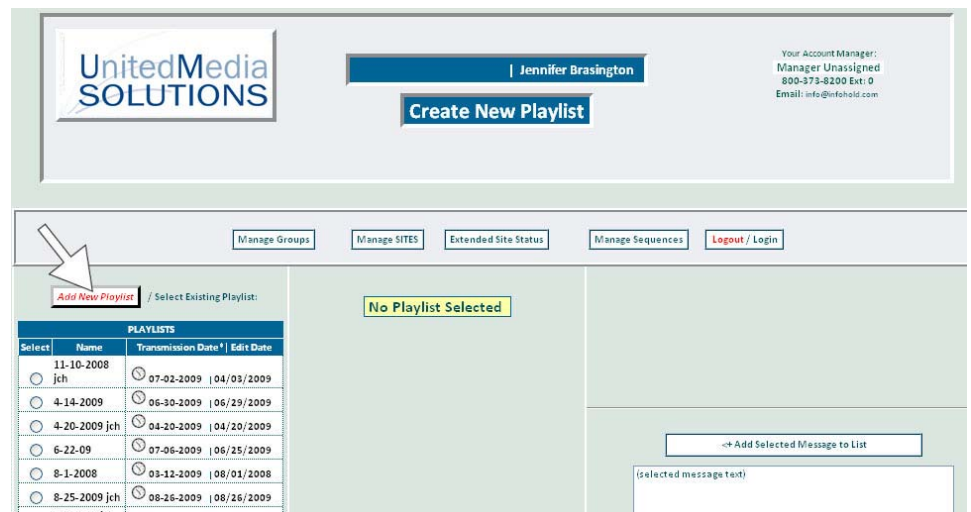 UnitedMedia
SOLUTIONS
| Jennifer Brasington
Create New Playlist
Your Account Manager:
Manager Unassigned
800-373-8200 Ext: 0
Email: info@infohold.com
Manage Groups
Manage SITES
Extended Site Status
Manage Sequences
Logout / Login
Add New Playlist / Select Existing Playlist:
No Playlist Selected
PLAYLISTS
Select Name Transmission Date* | Edit Date
11-10-2008
jch 07-02-2009 | 04/03/2009
4-14-2009 06-30-2009 | 06/29/2009
4-20-2009 jch 04-20-2009 | 04/20/2009
6-22-09 07-06-2009 | 06/25/2009
8-1-2008 03-12-2009 | 08/01/2008
8-25-2009 jch 08-26-2009 | 08/26/2009
<+ Add Selected Message to List
(selected message text)